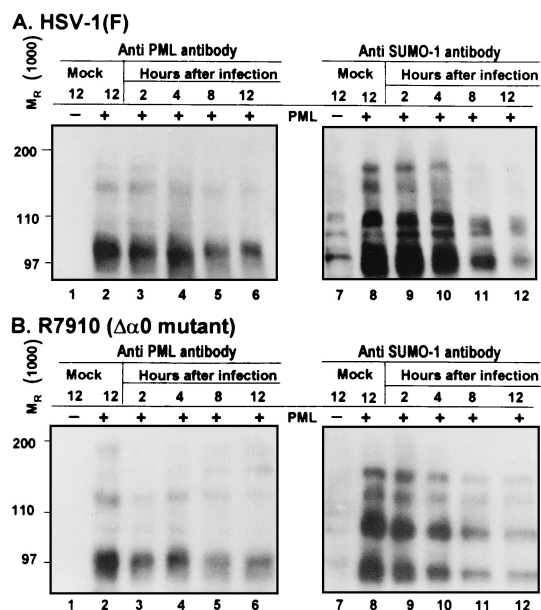 A. HSV-1(F)
Anti PML antibody Anti SUMO-1 antibody
Mock Hours after infection Mock Hours after infection
M_R (1000) 12 12 2 4 8 12 12 12 2 4 8 12
− + + + + + PML − + + + + +
200
110
97
1 2 3 4 5 6 7 8 9 10 11 12
B. R7910 (Δα0 mutant)
Anti PML antibody Anti SUMO-1 antibody
Mock Hours after infection Mock Hours after infection
M_R (1000) 12 12 2 4 8 12 12 12 2 4 8 12
− + + + + + PML − + + + + +
200
110
97
1 2 3 4 5 6 7 8 9 10 11 12